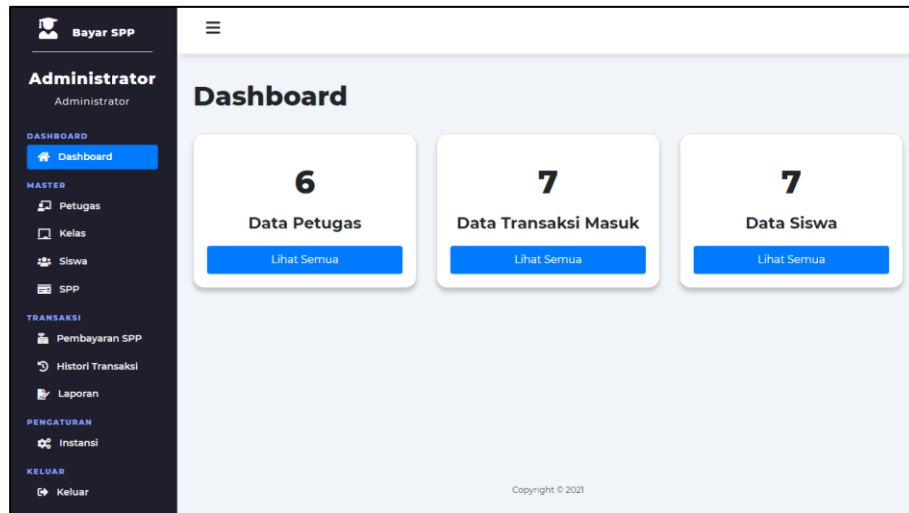 Bayar SPP
Administrator
Administrator
DASHBOARD
Dashboard
MASTER
Petugas
Kelas
Siswa
SPP
TRANSAKSI
Pembayaran SPP
Histori Transaksi
Laporan
PENGATURAN
Instansi
KELUAR
Keluar
Dashboard
6
Data Petugas
Lihat Semua
7
Data Transaksi Masuk
Lihat Semua
7
Data Siswa
Lihat Semua
Copyright © 2021